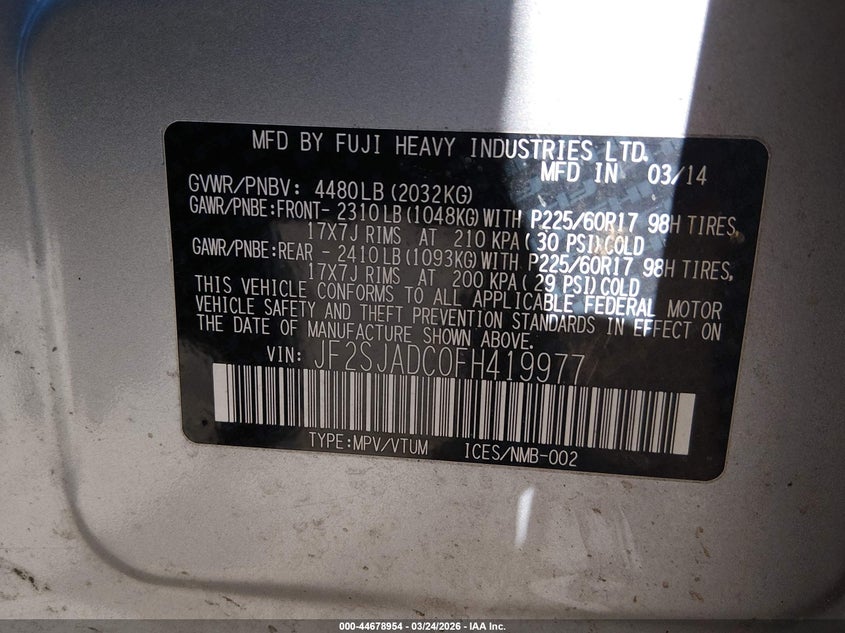 MFD BY FUJI HEAVY INDUSTRIES LTD.
MFD IN 03/14
GVWR/PNBV: 4480LB (2032KG)
GAWR/PNBE:FRONT- 2310LB (1048KG) WITH P225/60R17 98H TIRES,
17X7J RIMS AT 210 KPA ( 30 PSI) COLD
GAWR/PNBE:REAR - 2410LB (1093KG) WITH P225/60R17 98H TIRES,
17X7J RIMS AT 200 KPA ( 29 PSI) COLD
THIS VEHICLE CONFORMS TO ALL APPLICABLE FEDERAL MOTOR
VEHICLE SAFETY AND THEFT PREVENTION STANDARDS IN EFFECT ON
THE DATE OF MANUFACTURE SHOWN ABOVE.
VIN: JF2SJADC0FH419977
TYPE:MPV/VTUM ICES/NMB-002
000-44678954 - 03/24/2026 - IAA Inc.